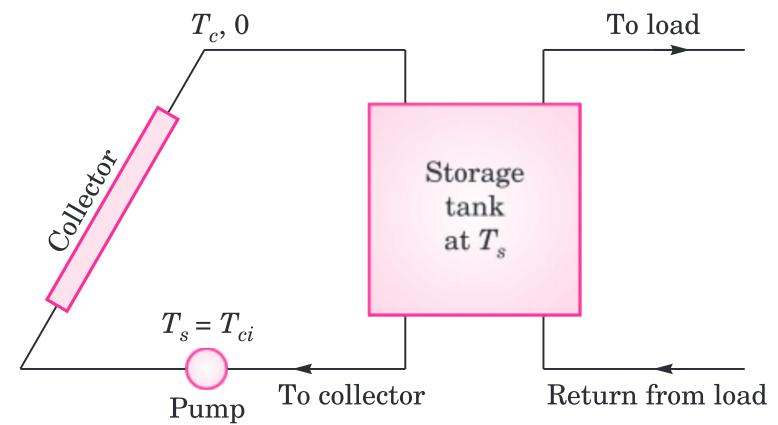 T_c, 0
To load
Collector
Storage
tank
at T_s
T_s = T_ci
To collector
Return from load
Pump